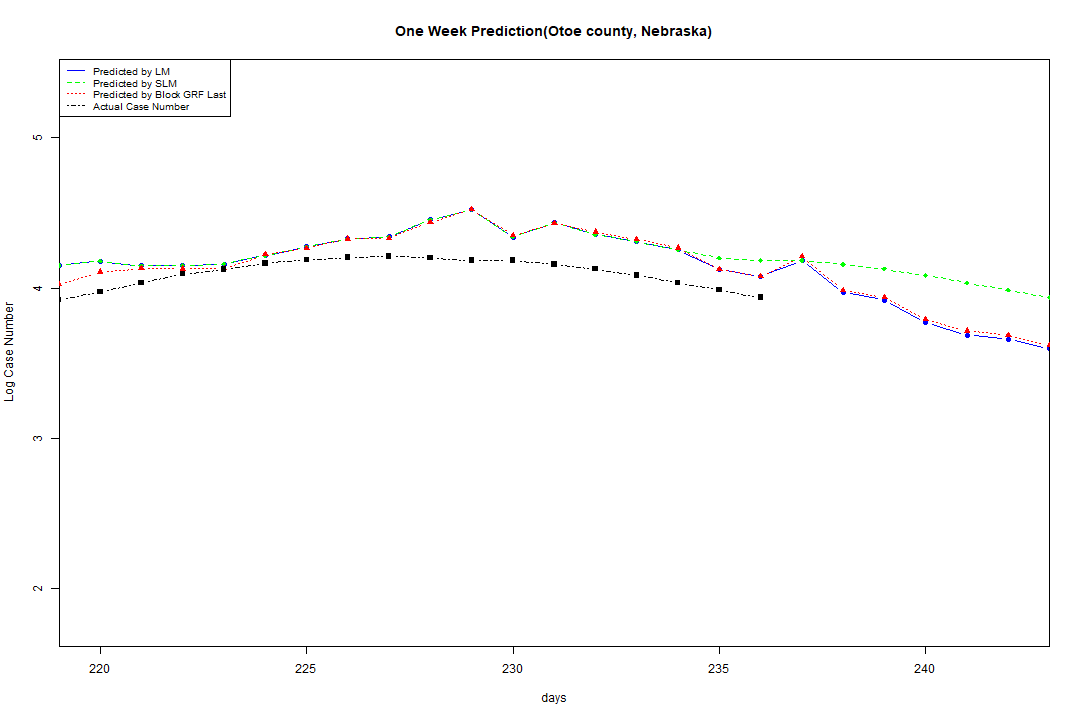 One Week Prediction(Otoe county, Nebraska)
Predicted by LM
Predicted by SLM
Predicted by Block GRF Last
Actual Case Number
5
4
3
2
Log Case Number
220 225 230 235 240
days